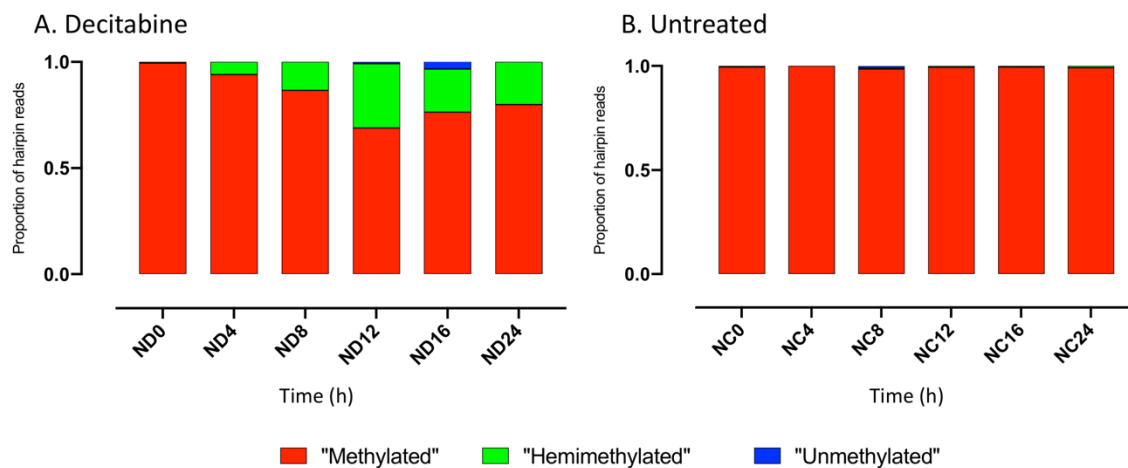 A. Decitabine
Proportion of hairpin reads
1.0
0.5
0.0
ND0
ND4
ND8
ND12
ND16
ND24
Time (h)
B. Untreated
Proportion of hairpin reads
1.0
0.5
0.0
NC0
NC4
NC8
NC12
NC16
NC24
Time (h)
"Methylated"
"Hemimethylated"
"Unmethylated"